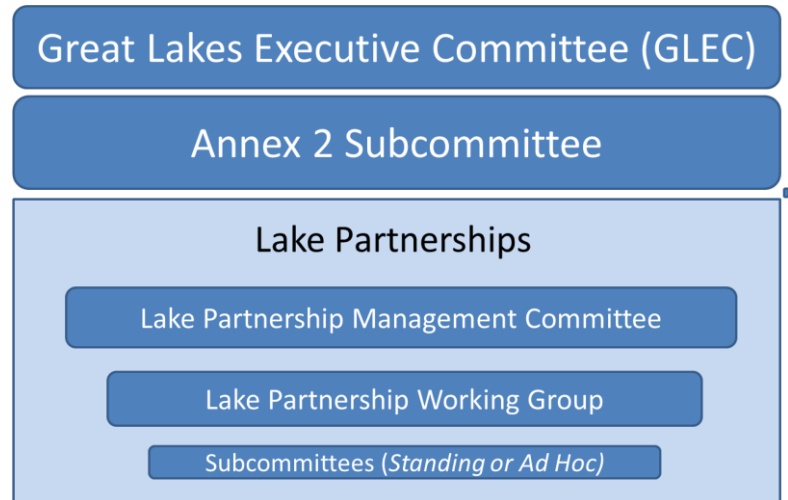 Great Lakes Executive Committee (GLEC)
Annex 2 Subcommittee
Lake Partnerships
Lake Partnership Management Committee
Lake Partnership Working Group
Subcommittees (Standing or Ad Hoc)